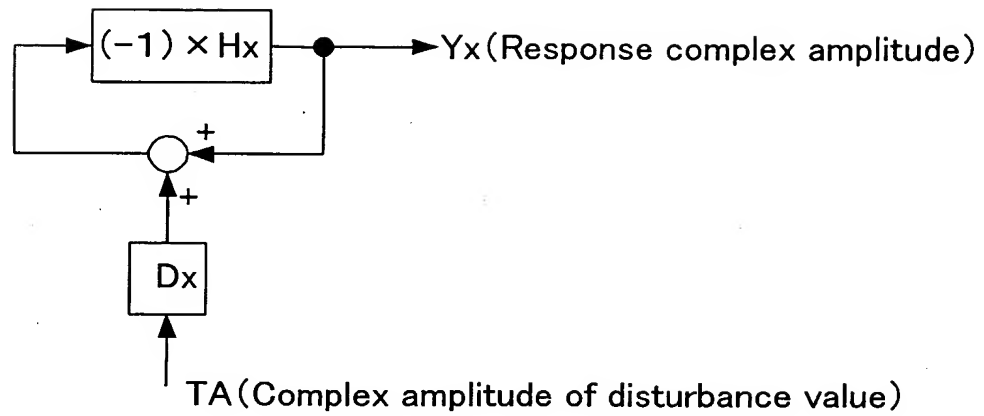 (-1) × Hx
Yx(Response complex amplitude)
+
+
Dx
TA(Complex amplitude of disturbance value)